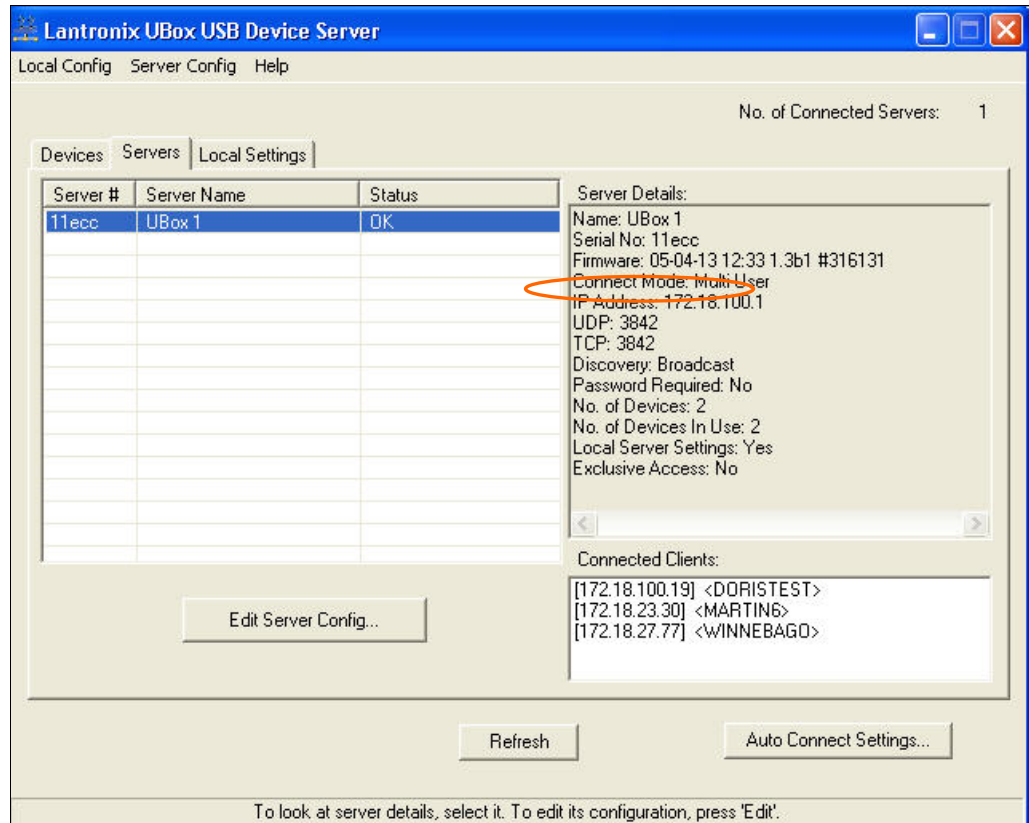 Lantronix UBox USB Device Server
Local Config Server Config Help
No. of Connected Servers: 1
Devices Servers Local Settings
Server # Server Name Status
11ecc UBox 1 OK
Server Details:
Name: UBox 1
Serial No: 11ecc
Firmware: 05-04-13 12:33 1.3b1 #316131
Connect Mode: Multi User
IP Address: 172.18.100.1
UDP: 3842
TCP: 3842
Discovery: Broadcast
Password Required: No
No. of Devices: 2
No. of Devices In Use: 2
Local Server Settings: Yes
Exclusive Access: No
Connected Clients:
[172.18.100.19] <DORISTEST>
[172.18.23.30] <MARTIN6>
[172.18.27.77] <WINNEBAGO>
Edit Server Config...
Refresh
Auto Connect Settings...
To look at server details, select it. To edit its configuration, press 'Edit'.